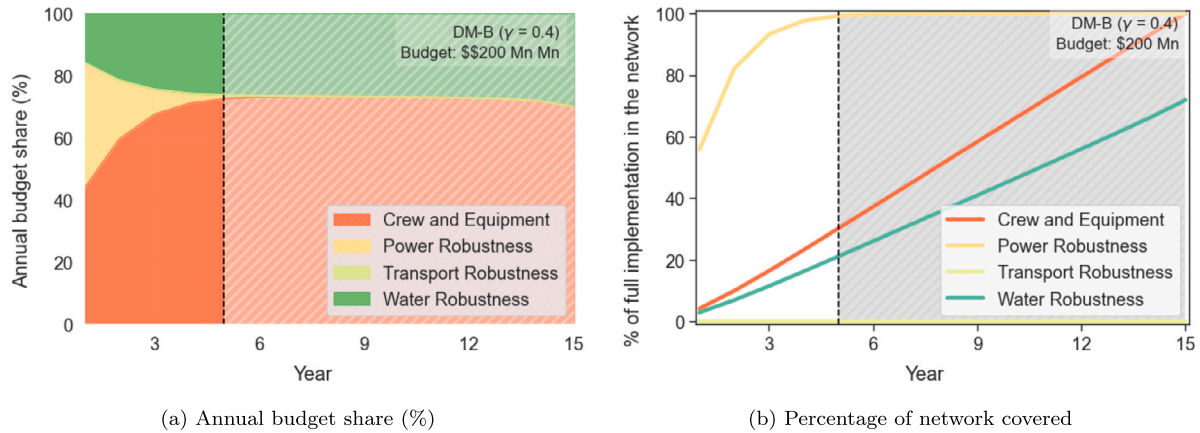 100
80
60
40
20
0
Annual budget share (%)
DM-B (γ = 0.4)
Budget: $$200 Mn Mn
Crew and Equipment
Power Robustness
Transport Robustness
Water Robustness
3 6 9 12 15
Year
(a) Annual budget share (%)
100
80
60
40
20
0
% of full implementation in the network
DM-B (γ = 0.4)
Budget: $200 Mn
Crew and Equipment
Power Robustness
Transport Robustness
Water Robustness
3 6 9 12 15
Year
(b) Percentage of network covered